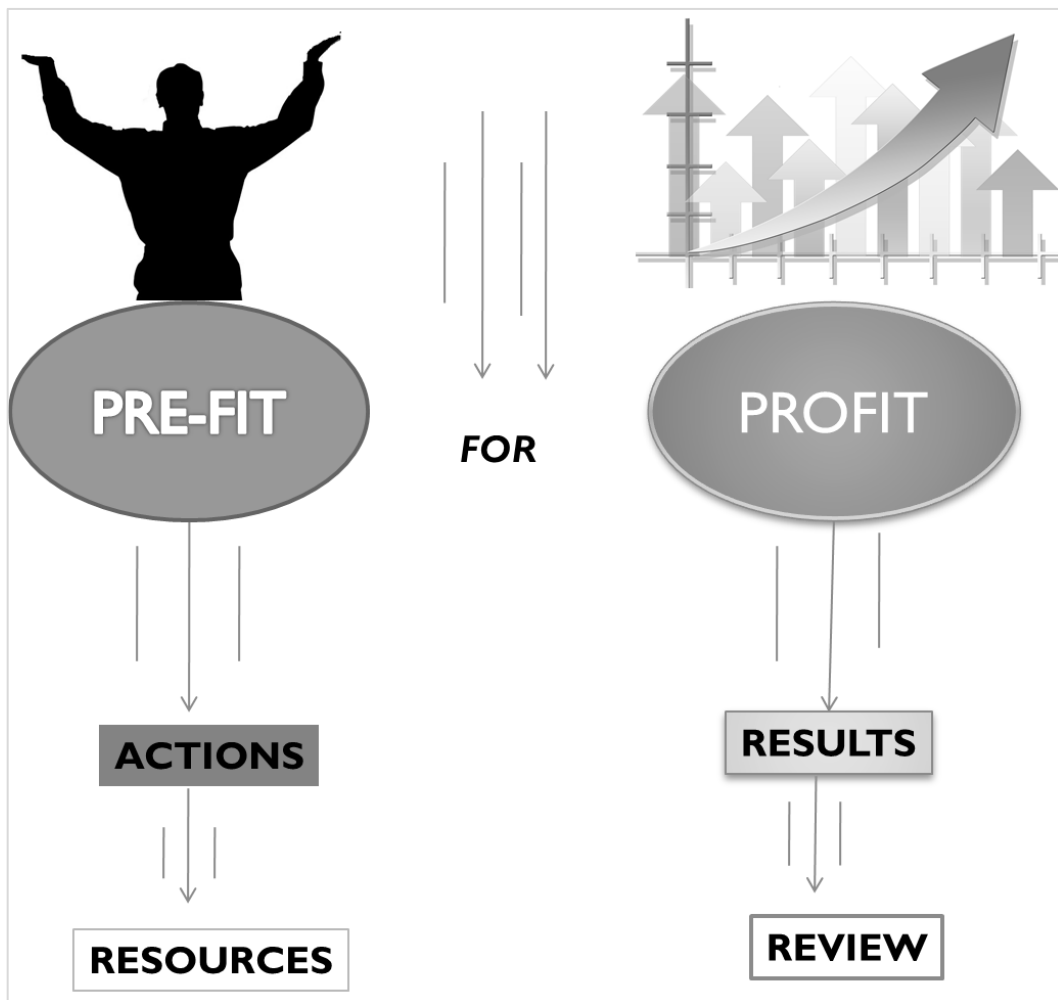 PRE-FIT
FOR
PROFIT
ACTIONS
RESULTS
RESOURCES
REVIEW